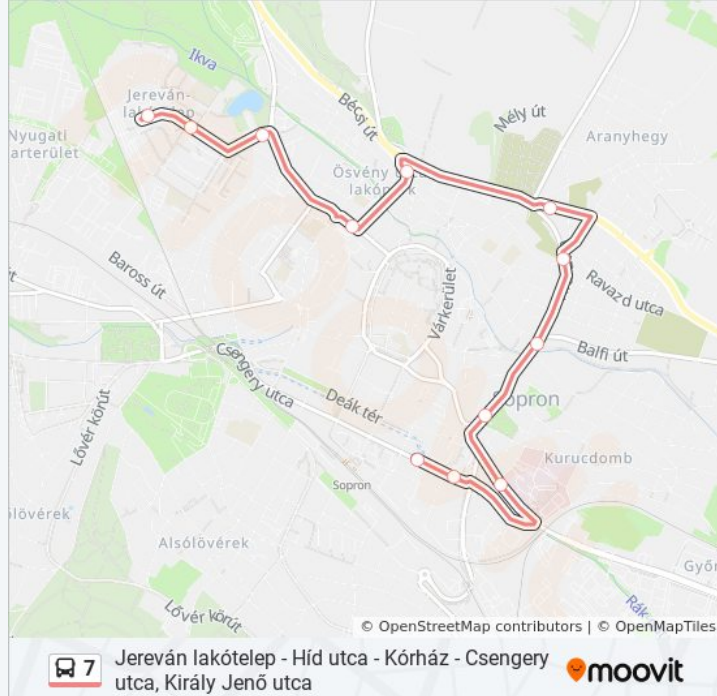 Ikva
Jereván-
lakótelep
Nyugati
Bécsi út
Mély út
Aranyhegy
Ösvény
lakópark
Baross út
Várkerület
Ravazd utca
Csengery utca
Balfi út
Deák tér
Sopron
Lővér körút
Kurucdomb
Sopron
Alsólövérek
Lővér körút
© OpenStreetMap contributors | © OpenMapTiles
7
Jereván lakótelep - Híd utca - Kórház - Csengery
utca, Király Jenő utca
moovit